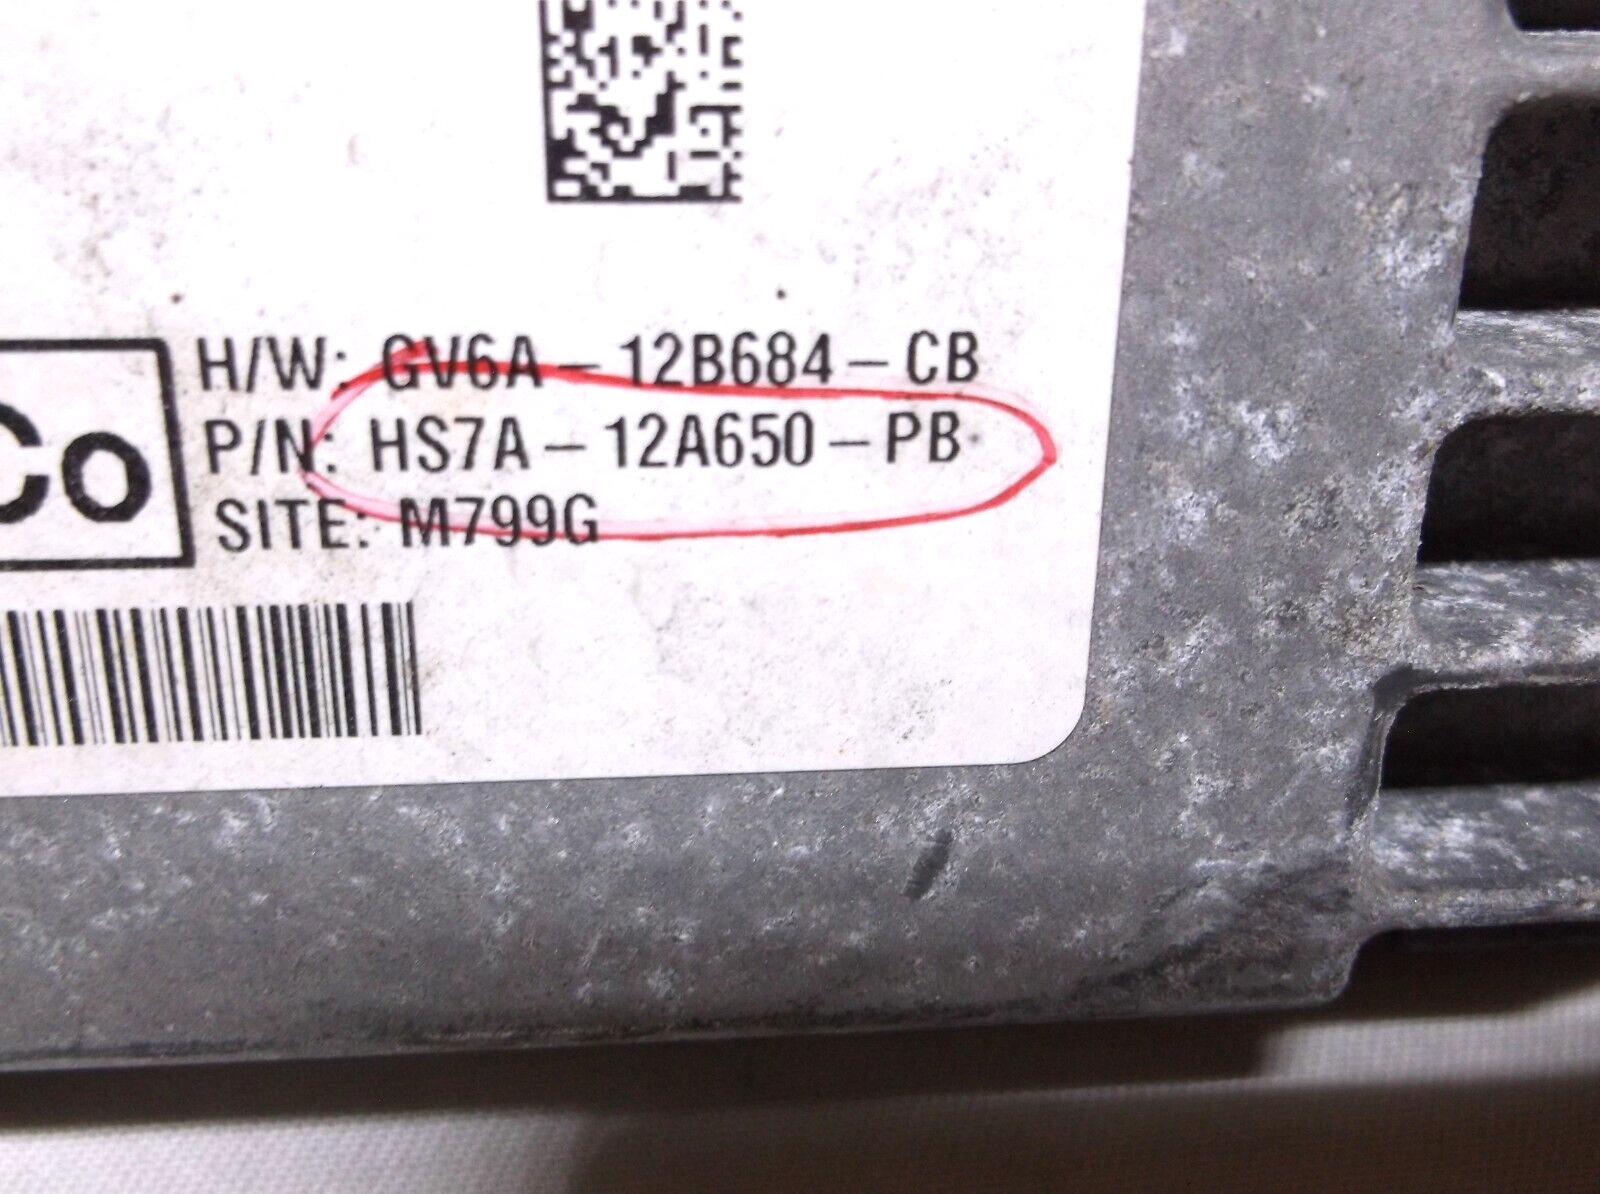 H/W: GV6A-12B684-CB
P/N: HS7A-12A650-PB
SITE: M799G
Co